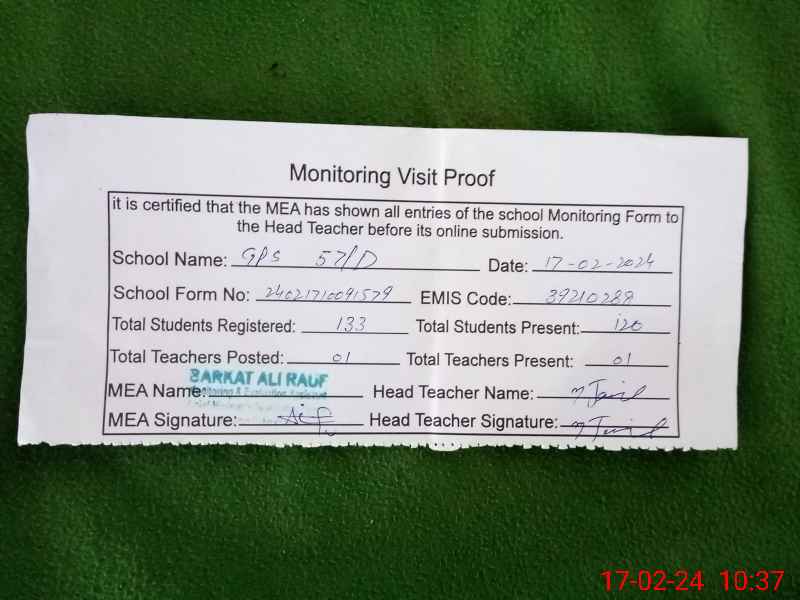 Monitoring Visit Proof
it is certified that the MEA has shown all entries of the school Monitoring Form to
the Head Teacher before its online submission.
School Name: GPS 57/D Date: 17-02-2024
School Form No: 24021710091579 EMIS Code: 39210288
Total Students Registered: 133 Total Students Present: 120
Total Teachers Posted: 01 Total Teachers Present: 01
BARKAT ALI RAUF
MEA Name: Monitoring & Evaluation Assistant Head Teacher Name:
MEA Signature: Head Teacher Signature:
17-02-24 10:37